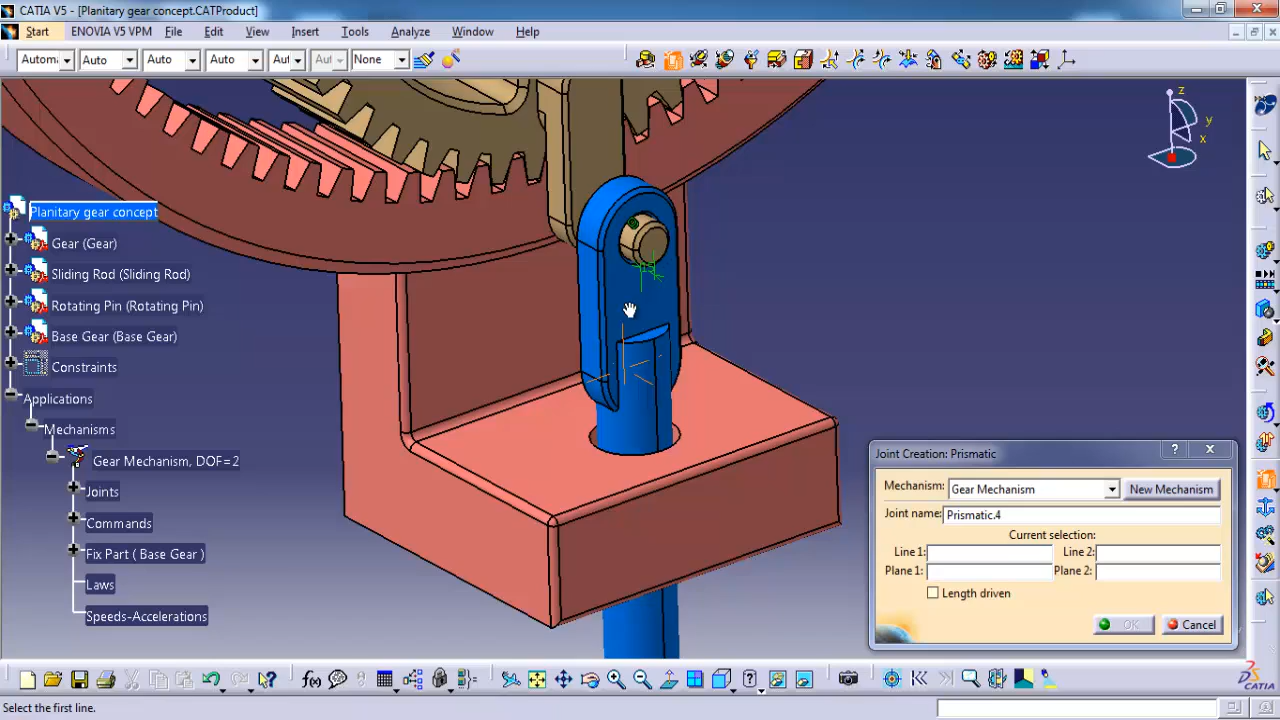 CATIA V5 - [Planitary gear concept.CATProduct]
Start ENOVIA V5 VPM File Edit View Insert Tools Analyze Window Help
Autom Auto Auto Auto Aut Aut None
z
y
x
Planitary gear concept
Gear (Gear)
Sliding Rod (Sliding Rod)
Rotating Pin (Rotating Pin)
Base Gear (Base Gear)
Constraints
Applications
Mechanisms
Gear Mechanism, DOF=2
Joints
Commands
Fix Part ( Base Gear )
Laws
Speeds-Accelerations
Joint Creation: Prismatic
Mechanism: Gear Mechanism New Mechanism
Joint name: Prismatic.4
Current selection:
Line 1: Line 2:
Plane 1: Plane 2:
Length driven
OK Cancel
f(x)
CATIA
Select the first line.